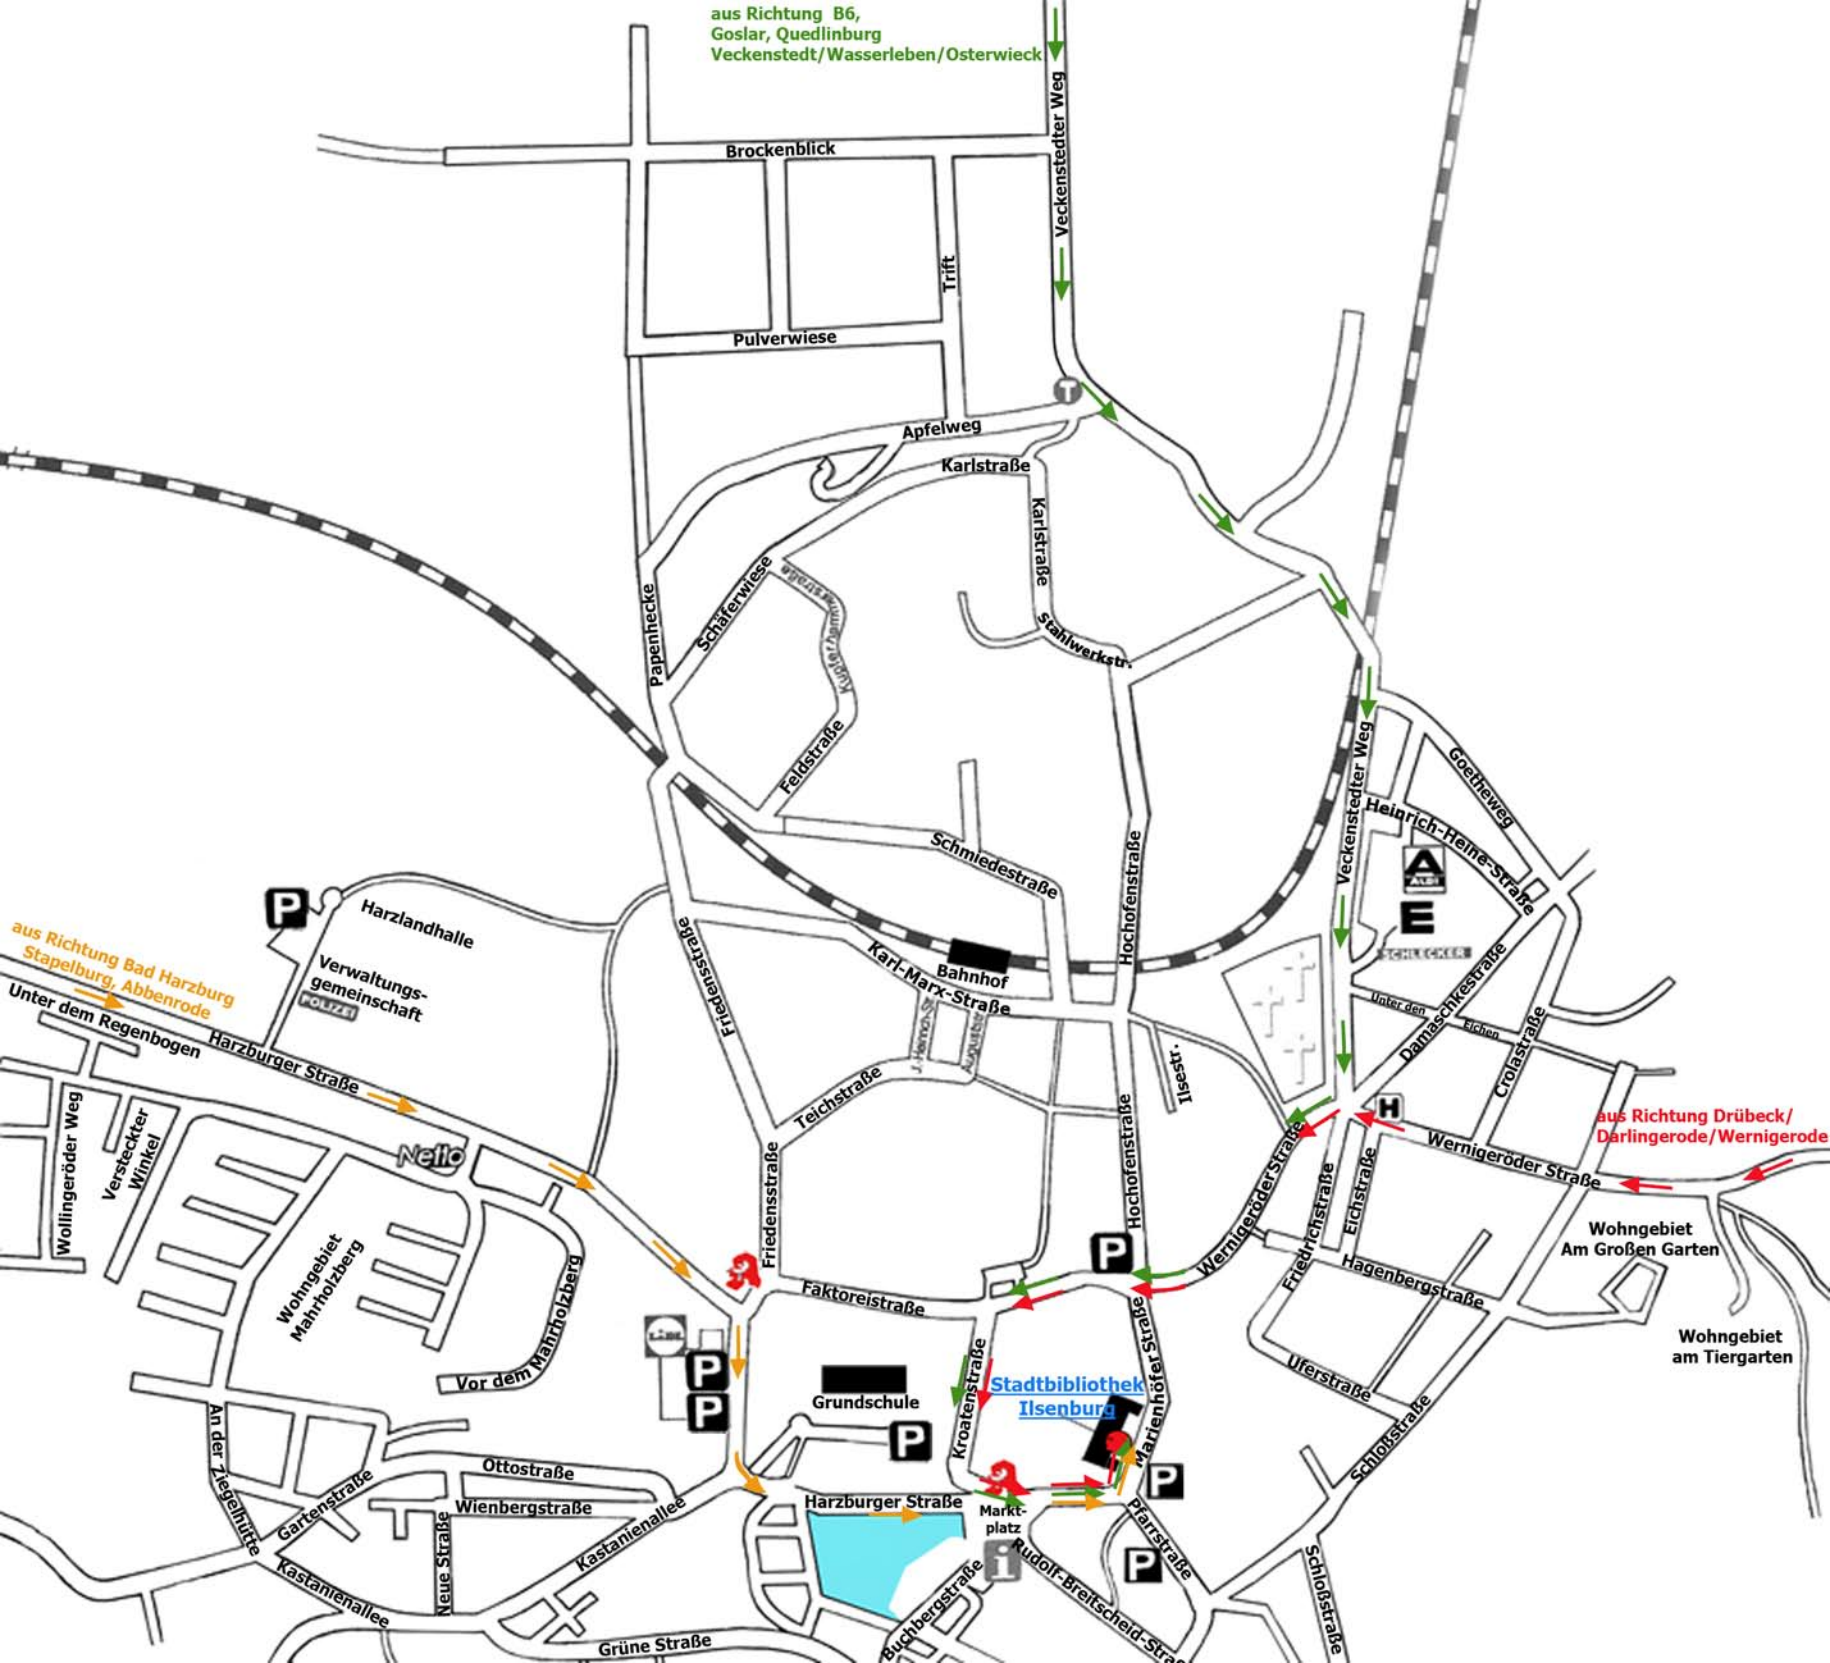 aus Richtung B6,
Goslar, Quedlinburg
Veckenstedt/Wasserleben/Osterwieck
Veckenstedter Weg
Brockenblick
Trift
Pulverwiese
T
Apfelweg
Karlstraße
Karlstraße
Schäferwiese
Kupferhammerstraße
Papenhecke
Stahlwerkstr.
Feldstraße
Veckenstedter Weg
Goetheweg
Heinrich-Heine-Straße
Schmiedestraße
Hochofenstraße
A
ALDI
E
SCHLECKER
P
Harzlandhalle
Verwaltungs-
gemeinschaft
POLIZEI
aus Richtung Bad Harzburg
Stapelburg, Abbenrode
Unter dem Regenbogen
Harzburger Straße
Friedensstraße
Karl-Marx-Straße
Bahnhof
Unter den
Eichen
Damaschkestraße
Crolastraße
Teichstraße
Ilsestr.
H
aus Richtung Drübeck/
Darlingerode/Wernigerode
Wernigeröder Straße
Wollingeröder Weg
Versteckter
Winkel
Netto
Friedensstraße
Hochofenstraße
Wernigeröder Straße
Friedrichstraße
Eichstraße
Wohngebiet
Am Großen Garten
Hagenbergstraße
Wohngebiet
Mahrholzberg
Vor dem Mahrholzberg
P
Faktoreistraße
LIDL
P
P
Grundschule
P
Kroatenstraße
Stadtbibliothek
Ilsenburg
Marienhöfer Straße
Uferstraße
Wohngebiet
am Tiergarten
Schloßstraße
An der Ziegelhütte
Gartenstraße
Ottostraße
Wienbergstraße
Neue Straße
Kastanienallee
Kastanienallee
Harzburger Straße
Markt-
platz
i
P
P
Pfarrstraße
Rudolf-Breitscheid-Stra
Buchbergstraße
Grüne Straße
Schloßstraße